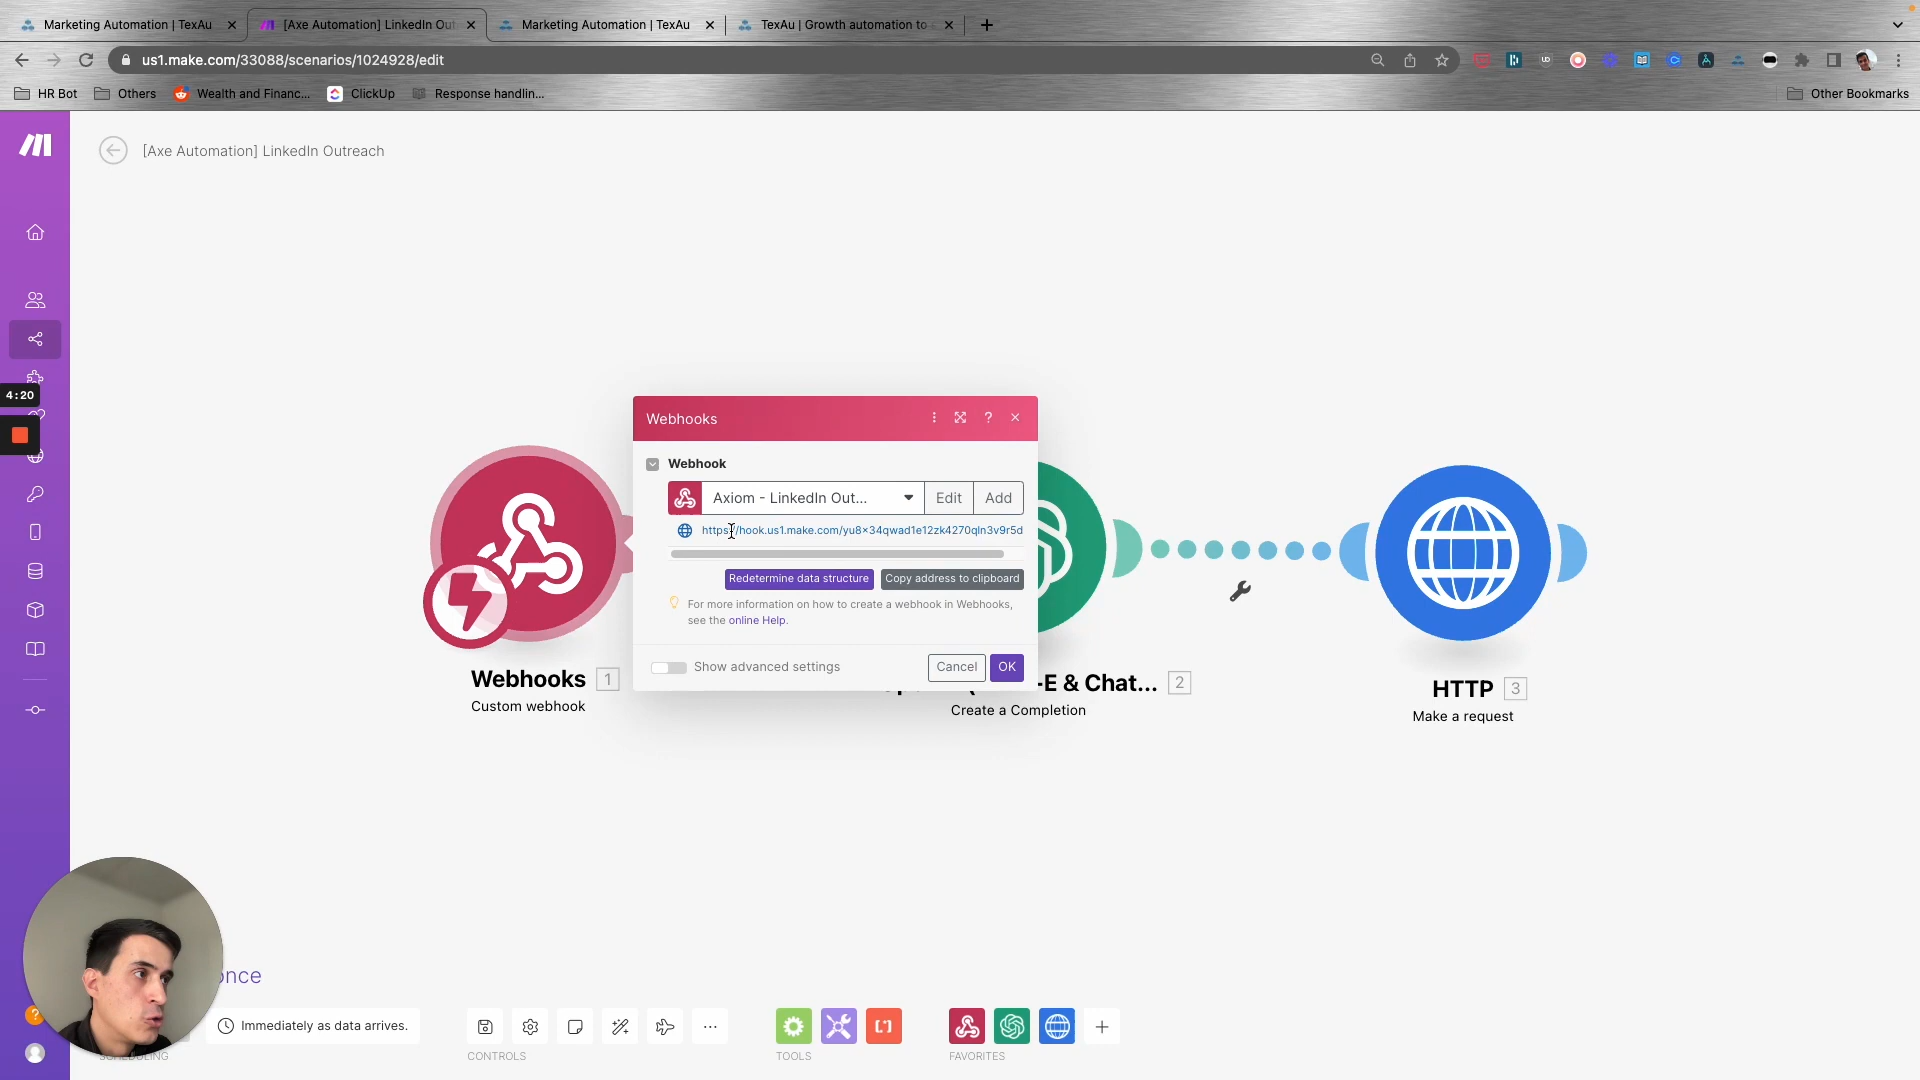 Marketing Automation | TexAu
[Axe Automation] LinkedIn Out
Marketing Automation | TexAu
TexAu | Growth automation to
us1.make.com/33088/scenarios/1024928/edit
HR Bot
Others
Wealth and Financ...
ClickUp
Response handlin...
Other Bookmarks
[Axe Automation] LinkedIn Outreach
4:20
Webhooks
Webhook
Axiom - LinkedIn Out...
Edit
Add
https://hook.us1.make.com/yu8x34qwad1e12zk4270qln3v9r5d
Redetermine data structure
Copy address to clipboard
For more information on how to create a webhook in Webhooks,
see the online Help.
Show advanced settings
Cancel
OK
Webhooks 1
Custom webhook
-E & Chat... 2
Create a Completion
HTTP 3
Make a request
once
Immediately as data arrives.
SCHEDULING
CONTROLS
TOOLS
FAVORITES